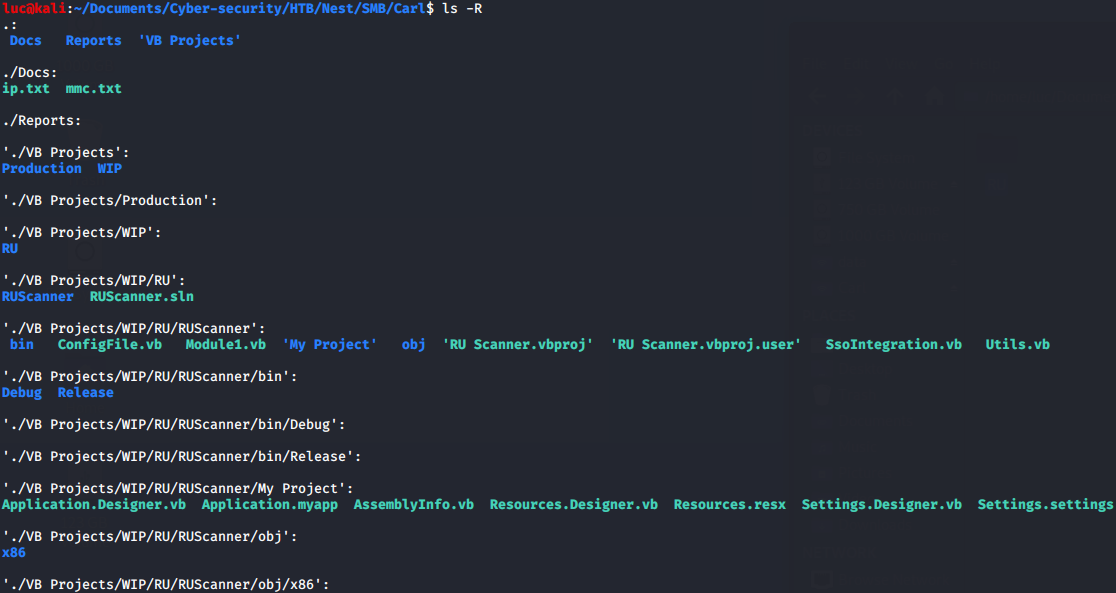 luc@kali:~/Documents/Cyber-security/HTB/Nest/SMB/Carl$ ls -R
.:
Docs Reports 'VB Projects'
./Docs:
ip.txt mmc.txt
./Reports:
'./VB Projects':
Production WIP
'./VB Projects/Production':
'./VB Projects/WIP':
RU
'./VB Projects/WIP/RU':
RUScanner RUScanner.sln
'./VB Projects/WIP/RU/RUScanner':
bin ConfigFile.vb Module1.vb 'My Project' obj 'RU Scanner.vbproj' 'RU Scanner.vbproj.user' SsoIntegration.vb Utils.vb
'./VB Projects/WIP/RU/RUScanner/bin':
Debug Release
'./VB Projects/WIP/RU/RUScanner/bin/Debug':
'./VB Projects/WIP/RU/RUScanner/bin/Release':
'./VB Projects/WIP/RU/RUScanner/My Project':
Application.Designer.vb Application.myapp AssemblyInfo.vb Resources.Designer.vb Resources.resx Settings.Designer.vb Settings.settings
'./VB Projects/WIP/RU/RUScanner/obj':
x86
'./VB Projects/WIP/RU/RUScanner/obj/x86':